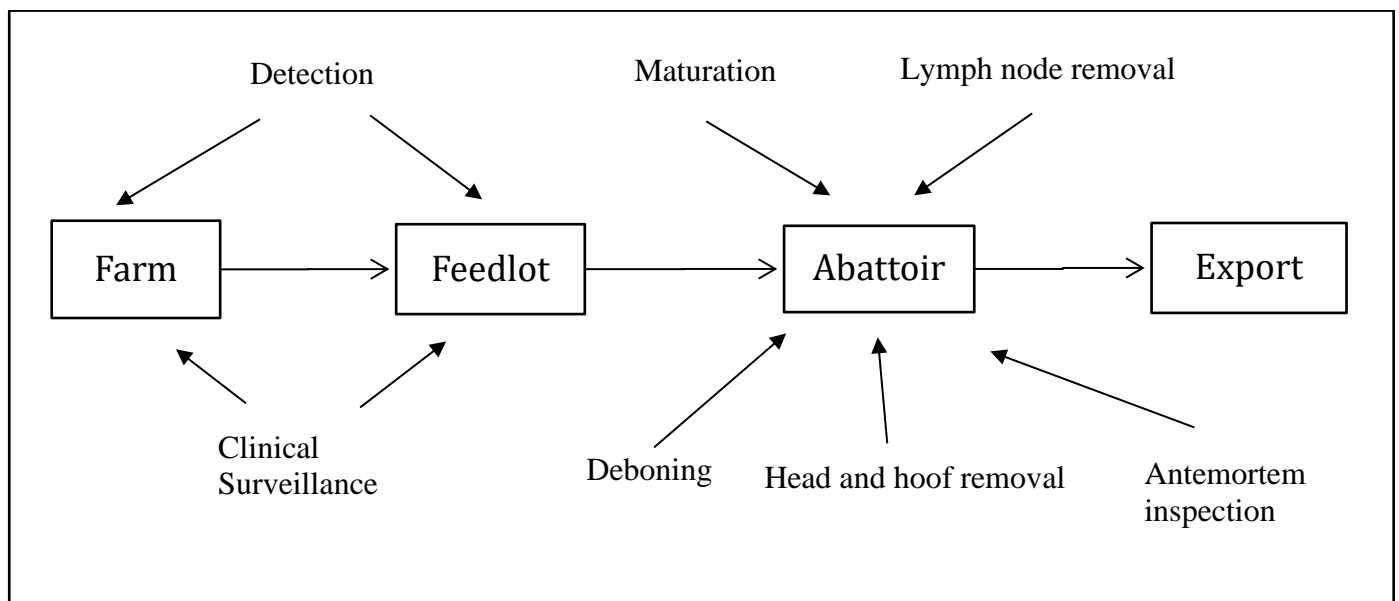 Detection
Maturation
Lymph node removal
Farm
Feedlot
Abattoir
Export
Clinical
Surveillance
Deboning
Head and hoof removal
Antemortem
inspection